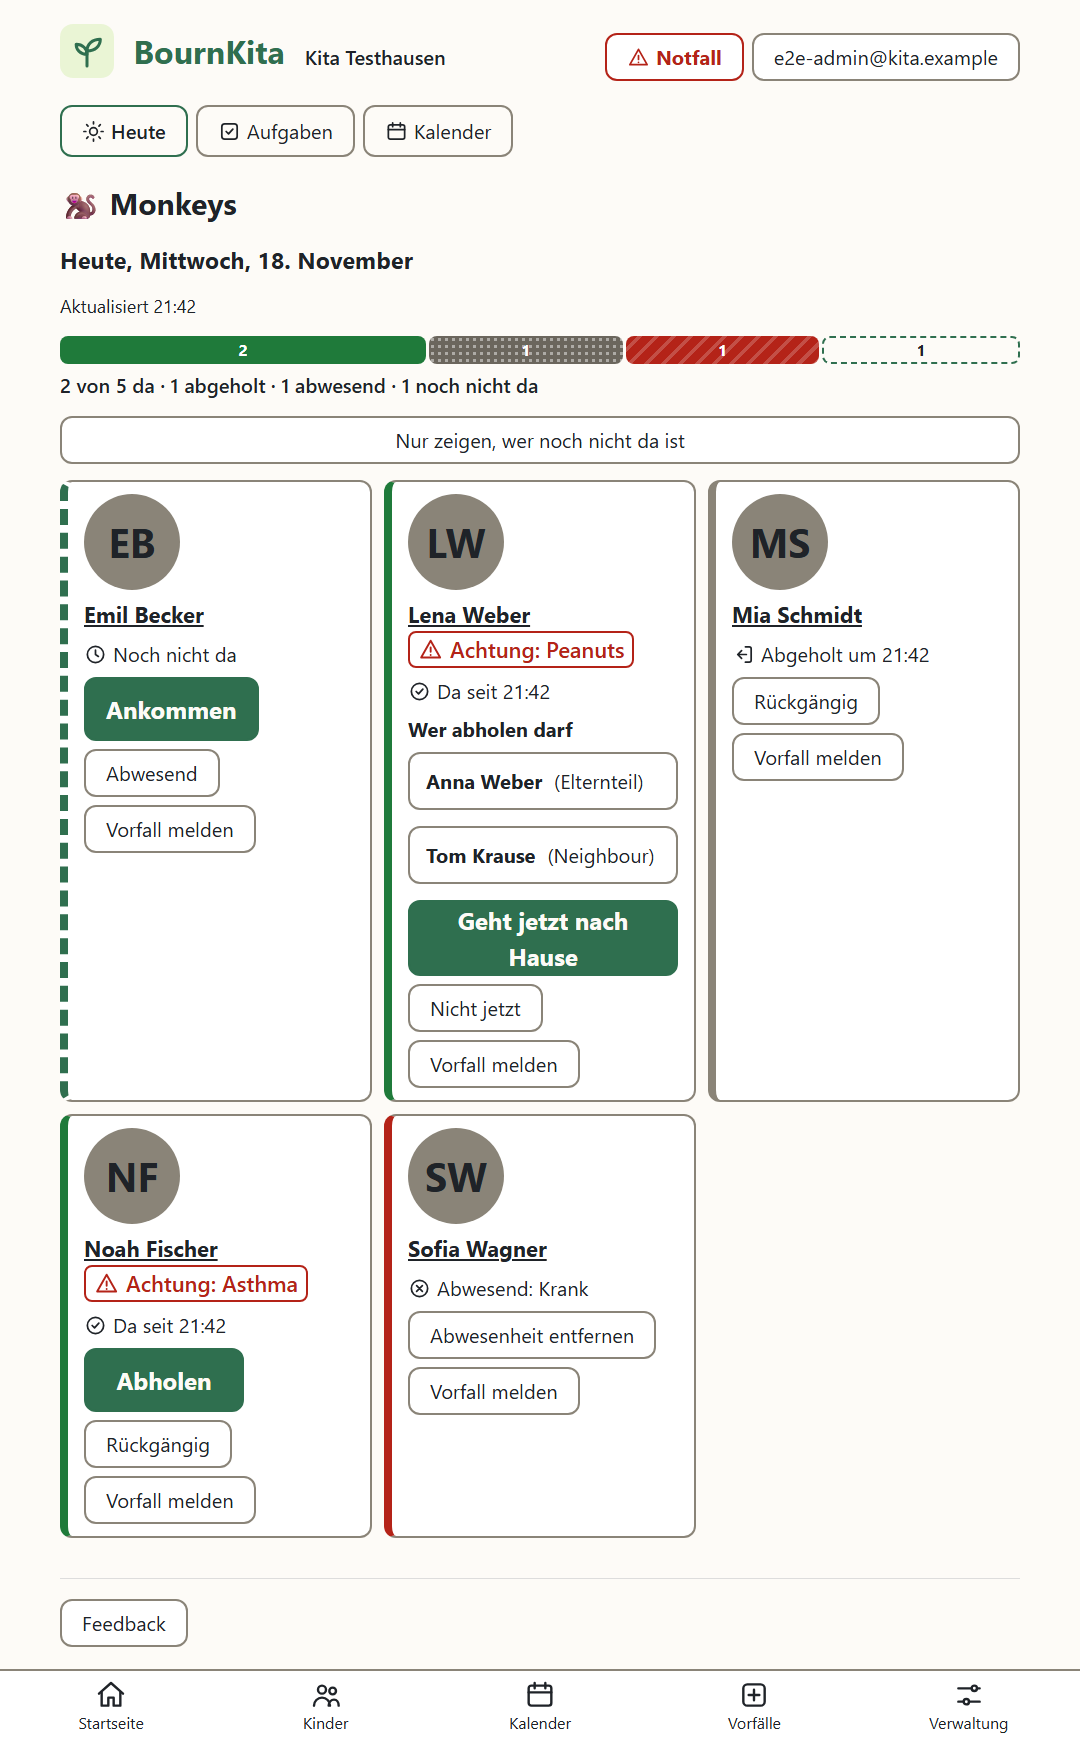 BournKita
Kita Testhausen
Notfall
e2e-admin@kita.example
Heute
Aufgaben
Kalender
Monkeys
Heute, Mittwoch, 18. November
Aktualisiert 21:42
2
1
1
1
2 von 5 da · 1 abgeholt · 1 abwesend · 1 noch nicht da
Nur zeigen, wer noch nicht da ist
EB
Emil Becker
Noch nicht da
Ankommen
Abwesend
Vorfall melden
LW
Lena Weber
Achtung: Peanuts
Da seit 21:42
Wer abholen darf
Anna Weber (Elternteil)
Tom Krause (Neighbour)
Geht jetzt nach
Hause
Nicht jetzt
Vorfall melden
MS
Mia Schmidt
Abgeholt um 21:42
Rückgängig
Vorfall melden
NF
Noah Fischer
Achtung: Asthma
Da seit 21:42
Abholen
Rückgängig
Vorfall melden
SW
Sofia Wagner
Abwesend: Krank
Abwesenheit entfernen
Vorfall melden
Feedback
Startseite
Kinder
Kalender
Vorfälle
Verwaltung